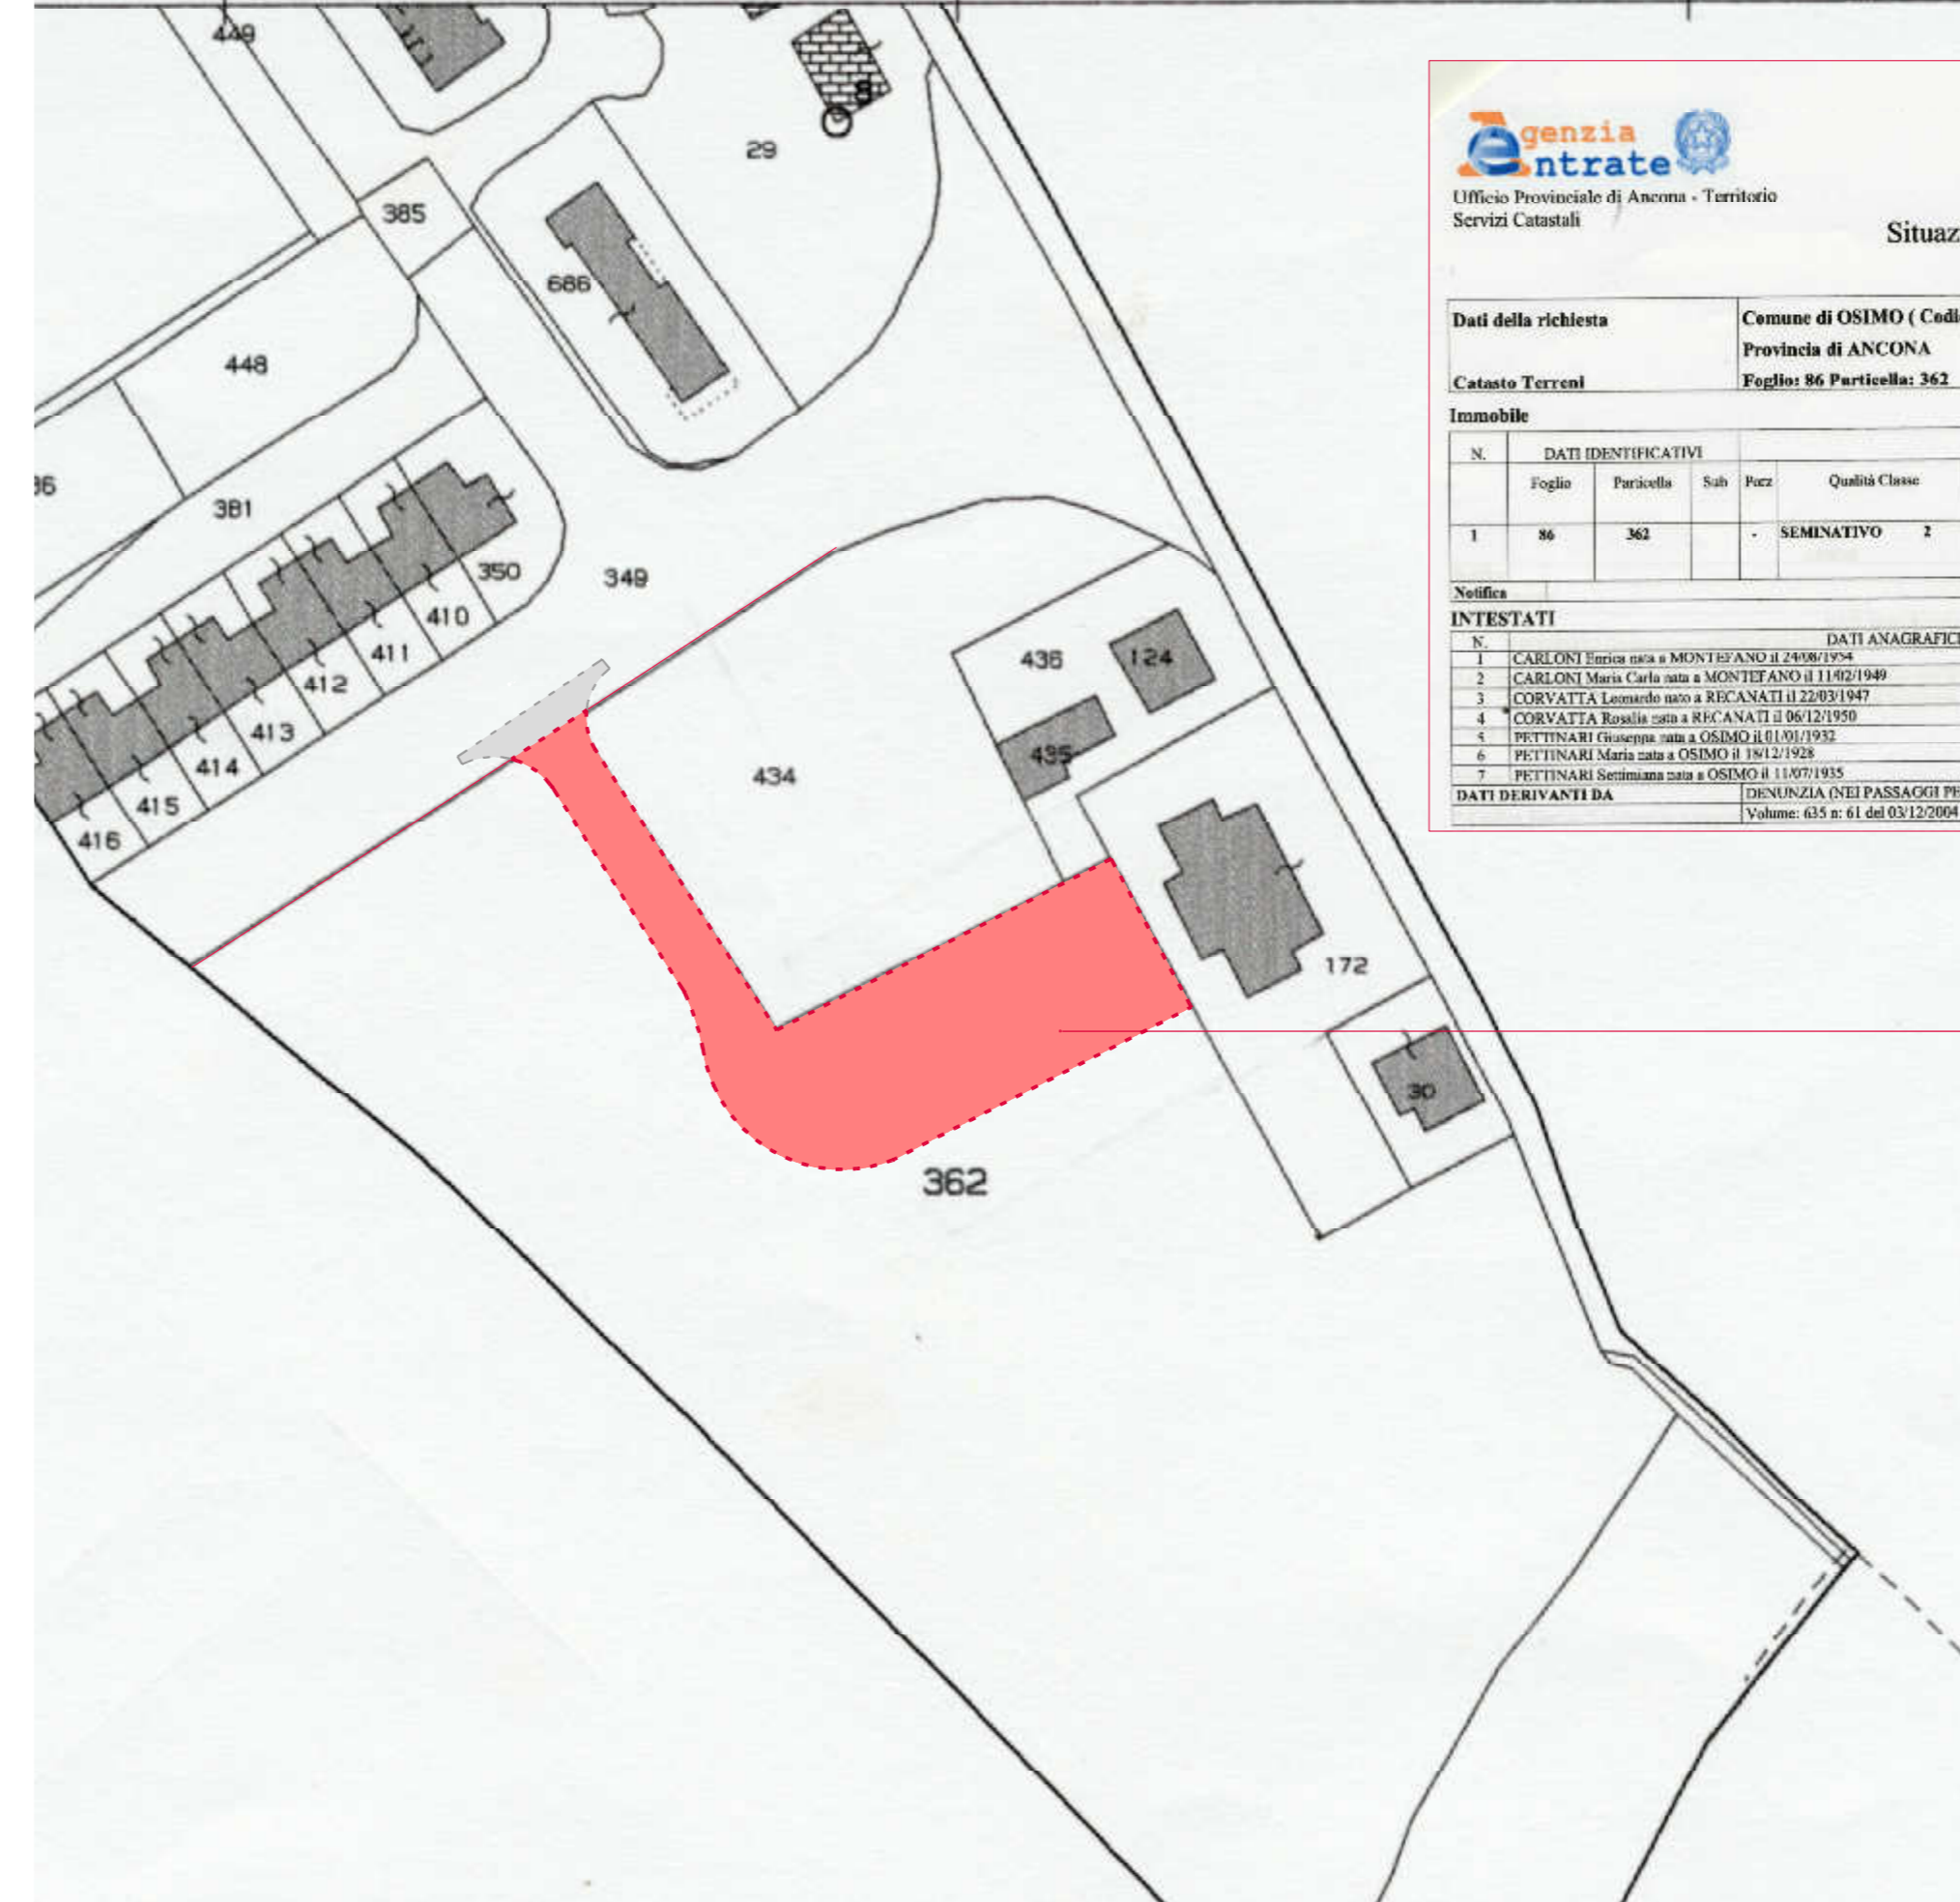 449
8
29
385
686
448
36
381
350
349
410
411
412
413
414
415
416
436
124
435
434
172
30
362
Agenzia
Entrate
Ufficio Provinciale di Ancona - Territorio
Servizi Catastali
Situaz
Dati della richiesta
Comune di OSIMO ( Codi
Provincia di ANCONA
Catasto Terreni
Foglio: 86 Particella: 362
Immobile
N. DATI IDENTIFICATIVI
Foglio Particella Sub Porz Qualità Classe
1 86 362 - SEMINATIVO 2
Notifica
INTESTATI
N. DATI ANAGRAFICI
1 CARLONI Enrica nata a MONTEFANO il 24/08/1954
2 CARLONI Maria Carla nata a MONTEFANO il 11/02/1949
3 CORVATTA Leonardo nato a RECANATI il 22/03/1947
4 CORVATTA Rosalia nata a RECANATI il 06/12/1950
5 PETTINARI Giuseppa nata a OSIMO il 01/01/1932
6 PETTINARI Maria nata a OSIMO il 18/12/1928
7 PETTINARI Settimiana nata a OSIMO il 11/07/1935
DATI DERIVANTI DA DENUNZIA (NEI PASSAGGI PE
Volume: 635 n: 61 del 03/12/2004